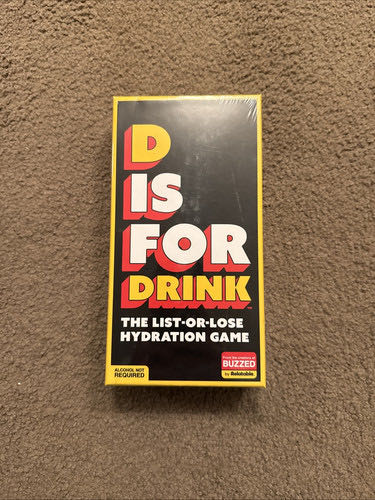 D
IS
FOR
DRINK
THE LIST-OR-LOSE
HYDRATION GAME
ALCOHOL NOT
REQUIRED
From the creators of
BUZZED
by Relatable